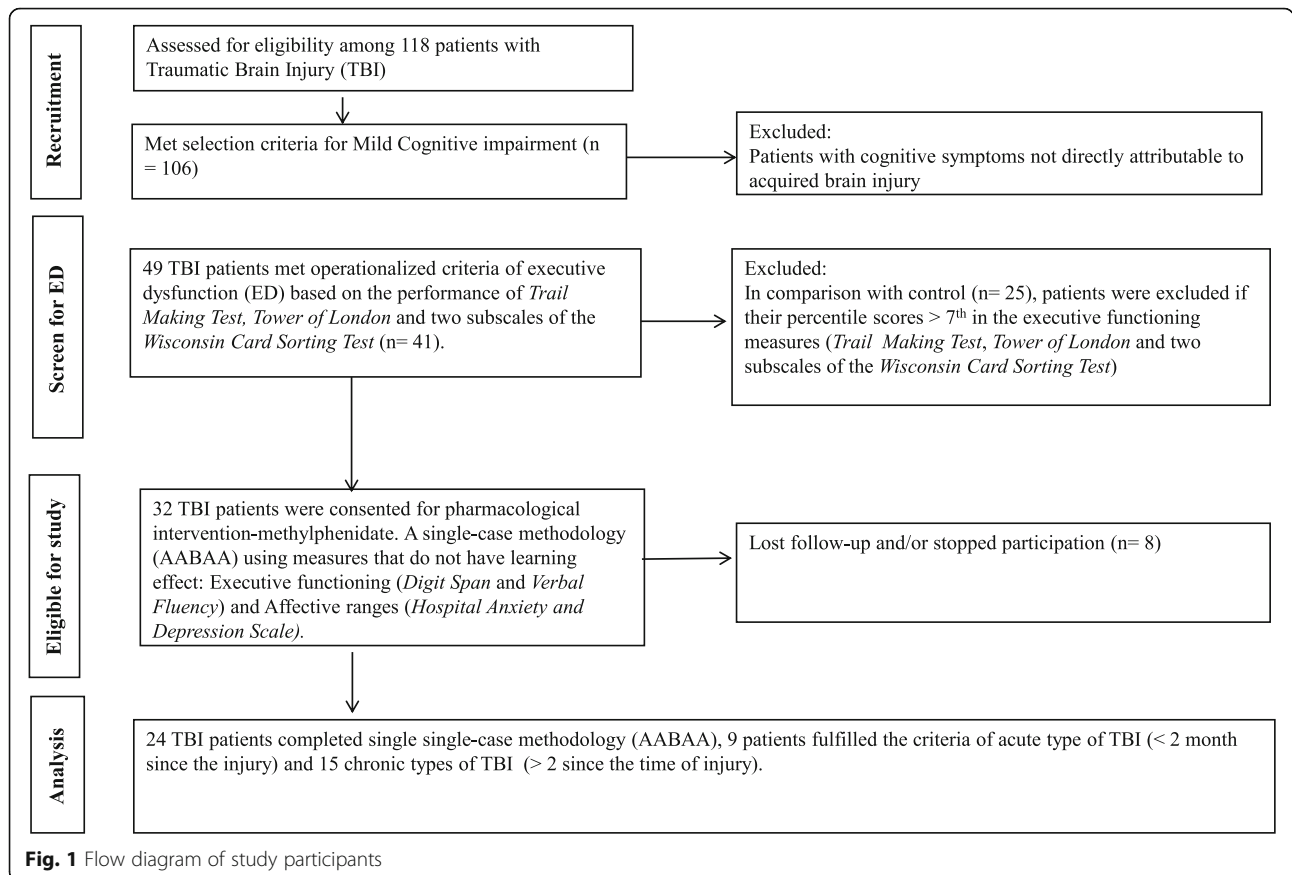 Recruitment
Assessed for eligibility among 118 patients with
Traumatic Brain Injury (TBI)
Met selection criteria for Mild Cognitive impairment (n
= 106)
Excluded:
Patients with cognitive symptoms not directly attributable to
acquired brain injury
Screen for ED
49 TBI patients met operationalized criteria of executive
dysfunction (ED) based on the performance of Trail
Making Test, Tower of London and two subscales of the
Wisconsin Card Sorting Test (n= 41).
Excluded:
In comparison with control (n= 25), patients were excluded if
their percentile scores > 7th in the executive functioning
measures (Trail Making Test, Tower of London and two
subscales of the Wisconsin Card Sorting Test)
Eligible for study
32 TBI patients were consented for pharmacological
intervention-methylphenidate. A single-case methodology
(AABAA) using measures that do not have learning
effect: Executive functioning (Digit Span and Verbal
Fluency) and Affective ranges (Hospital Anxiety and
Depression Scale).
Lost follow-up and/or stopped participation (n= 8)
Analysis
24 TBI patients completed single single-case methodology (AABAA), 9 patients fulfilled the criteria of acute type of TBI (< 2 month
since the injury) and 15 chronic types of TBI (> 2 since the time of injury).
Fig. 1 Flow diagram of study participants